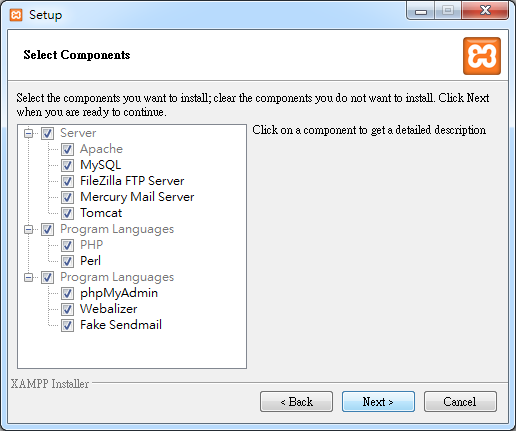 Setup
Select Components
Select the components you want to install; clear the components you do not want to install. Click Next
when you are ready to continue.
Server
Apache
MySQL
FileZilla FTP Server
Mercury Mail Server
Tomcat
Program Languages
PHP
Perl
Program Languages
phpMyAdmin
Webalizer
Fake Sendmail
Click on a component to get a detailed description
XAMPP Installer
< Back
Next >
Cancel